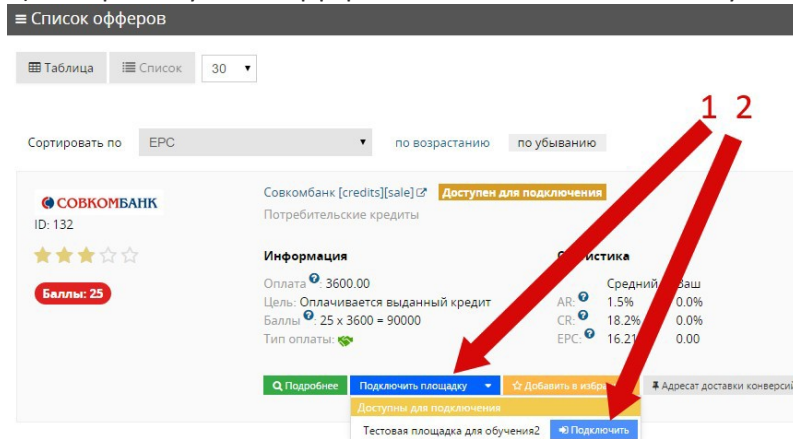 ≡ Список офферов
Таблица Список 30
1 2
Сортировать по EPC по возрастанию по убыванию
СОВКОМБАНК
ID: 132
Баллы: 25
Совкомбанк [credits][sale] Доступен для подключения
Потребительские кредиты
Информация
Оплата ?: 3600.00
Цель: Оплачивается выданный кредит
Баллы ?: 25 x 3600 = 90000
Тип оплаты:
Средний Ваш
AR: ? 1.5% 0.0%
CR: ? 18.2% 0.0%
EPC: ? 16.21 0.00
Подробнее Подключить площадку Добавить в Адресат доставки
Доступны для подключения
Тестовая площадка для обучения2 Подключить